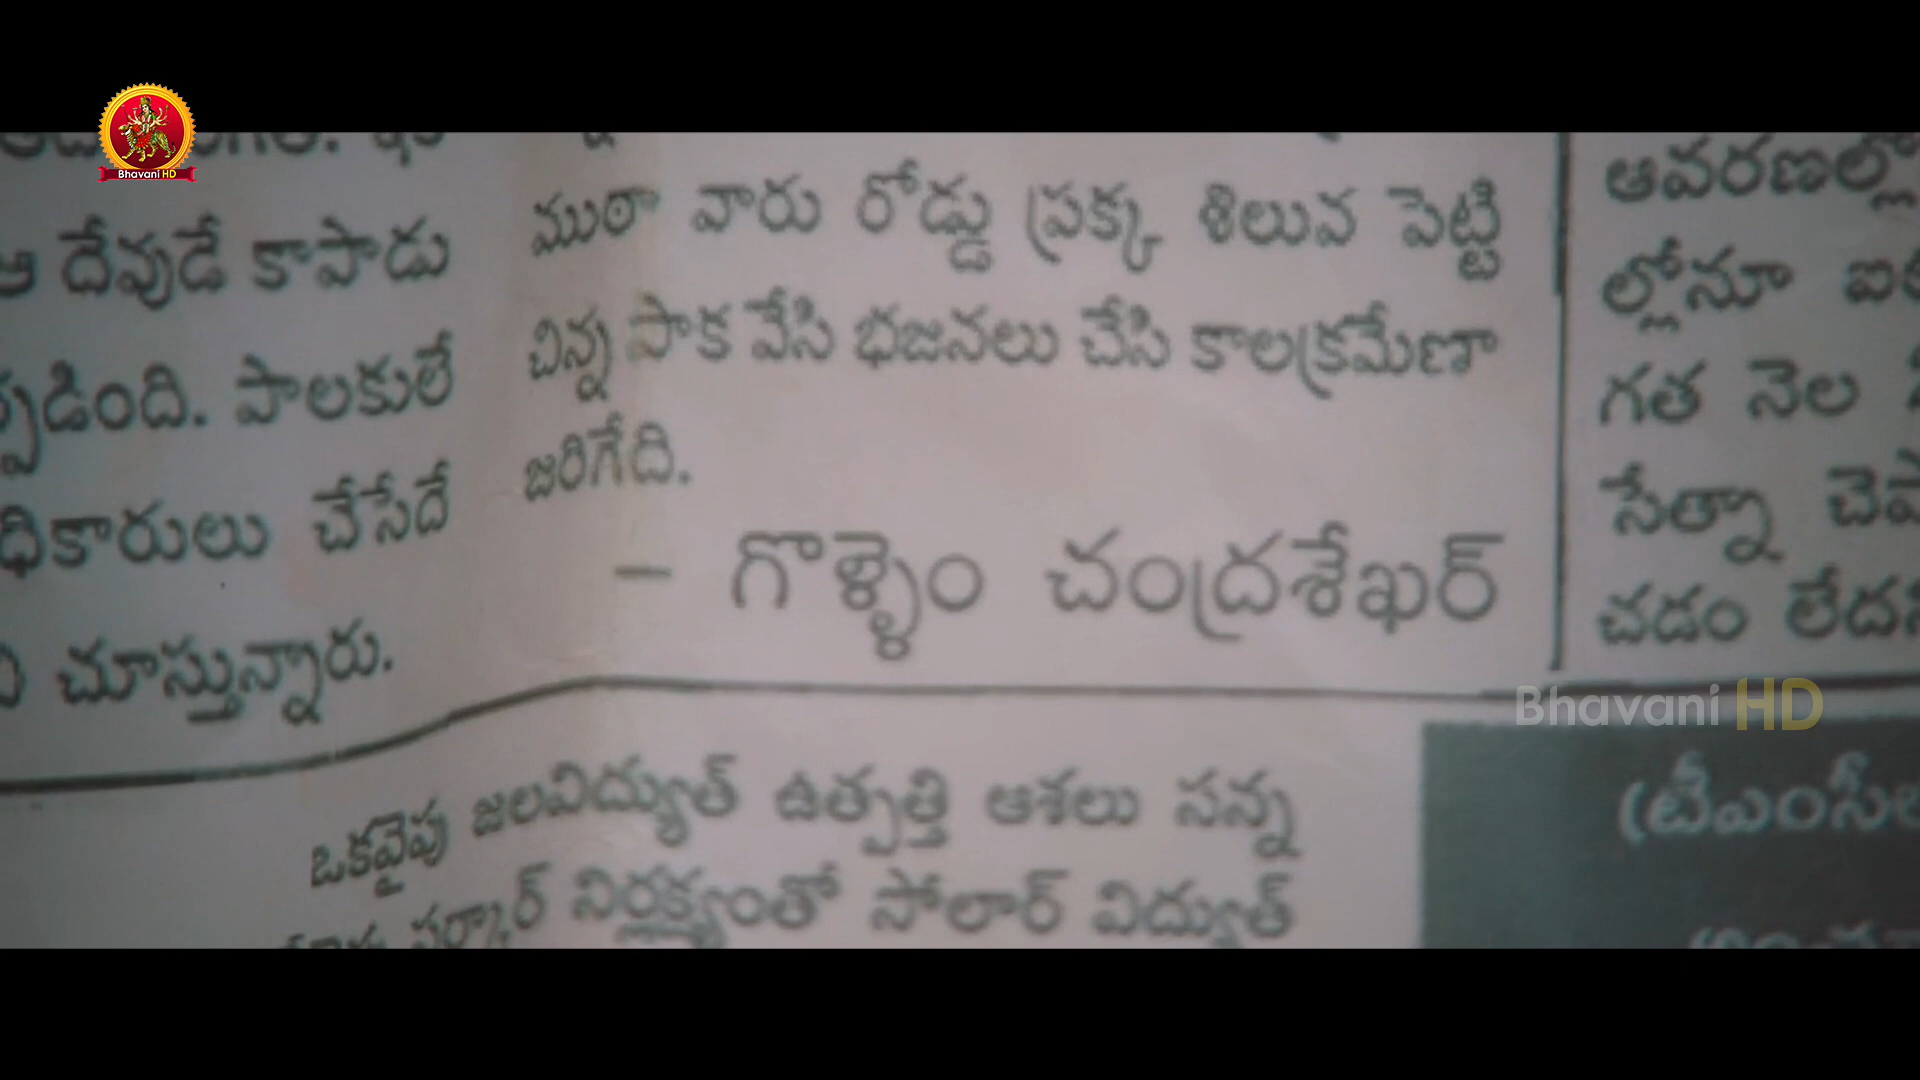 Bhavani HD
ఆ దేవుడే కాపాడు
ప్పడింది. పాలకులే
ధికారులు చేసేదే
చూస్తున్నారు.
ముఠా వారు రోడ్డు ప్రక్క శిలువ పెట్టి
చిన్న పాక వేసి భజనలు చేసి కాలక్రమేణా
జరిగేది.
– గొళ్ళెం చంద్రశేఖర్
ఆవరణల్లో
ల్లోనూ
గత నెల
సేత్నా
చడం
Bhavani HD
ఒకవైపు జలవిద్యుత్ ఉత్పత్తి ఆశలు సన్న
సర్కార్ నిర్లక్ష్యంతో సోలార్ విద్యుత్
(టీఎంసీల